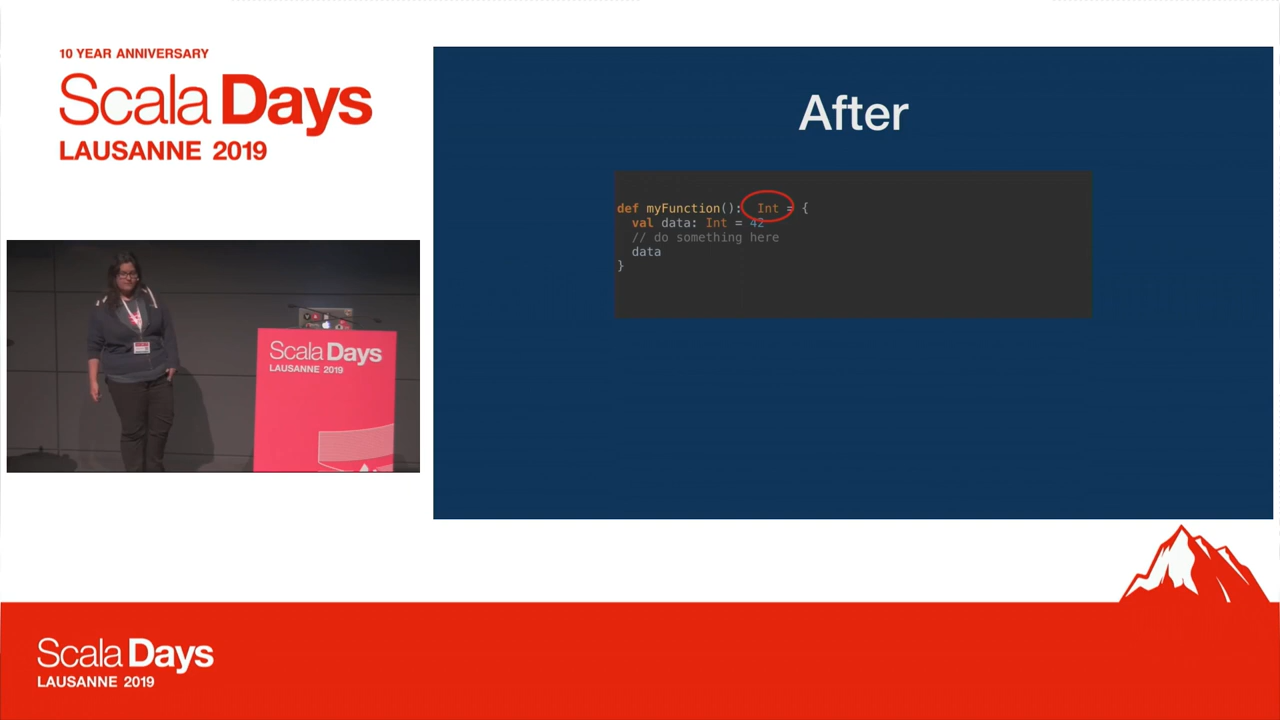 10 YEAR ANNIVERSARY
Scala Days
LAUSANNE 2019
After
def myFunction(): Int = {
val data: Int = 42
// do something here
data
}
Scala Days
LAUSANNE 2019
Scala Days
LAUSANNE 2019